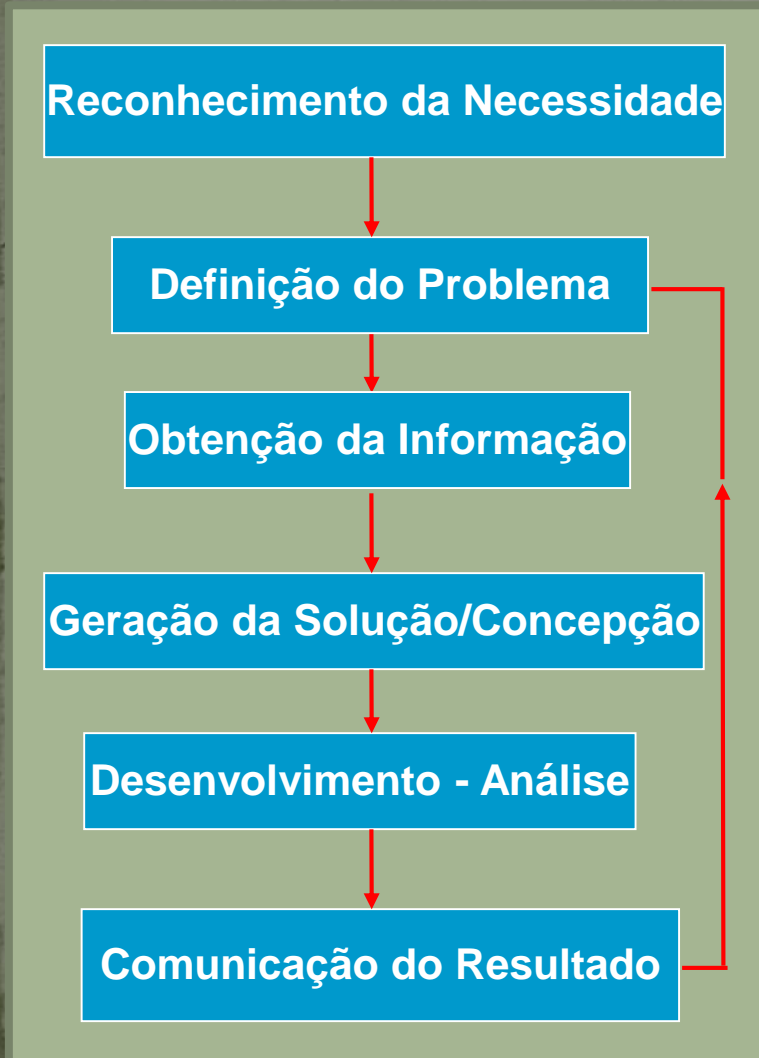 Reconhecimento da Necessidade
Definição do Problema
Obtenção da Informação
Geração da Solução/Concepção
Desenvolvimento - Análise
Comunicação do Resultado